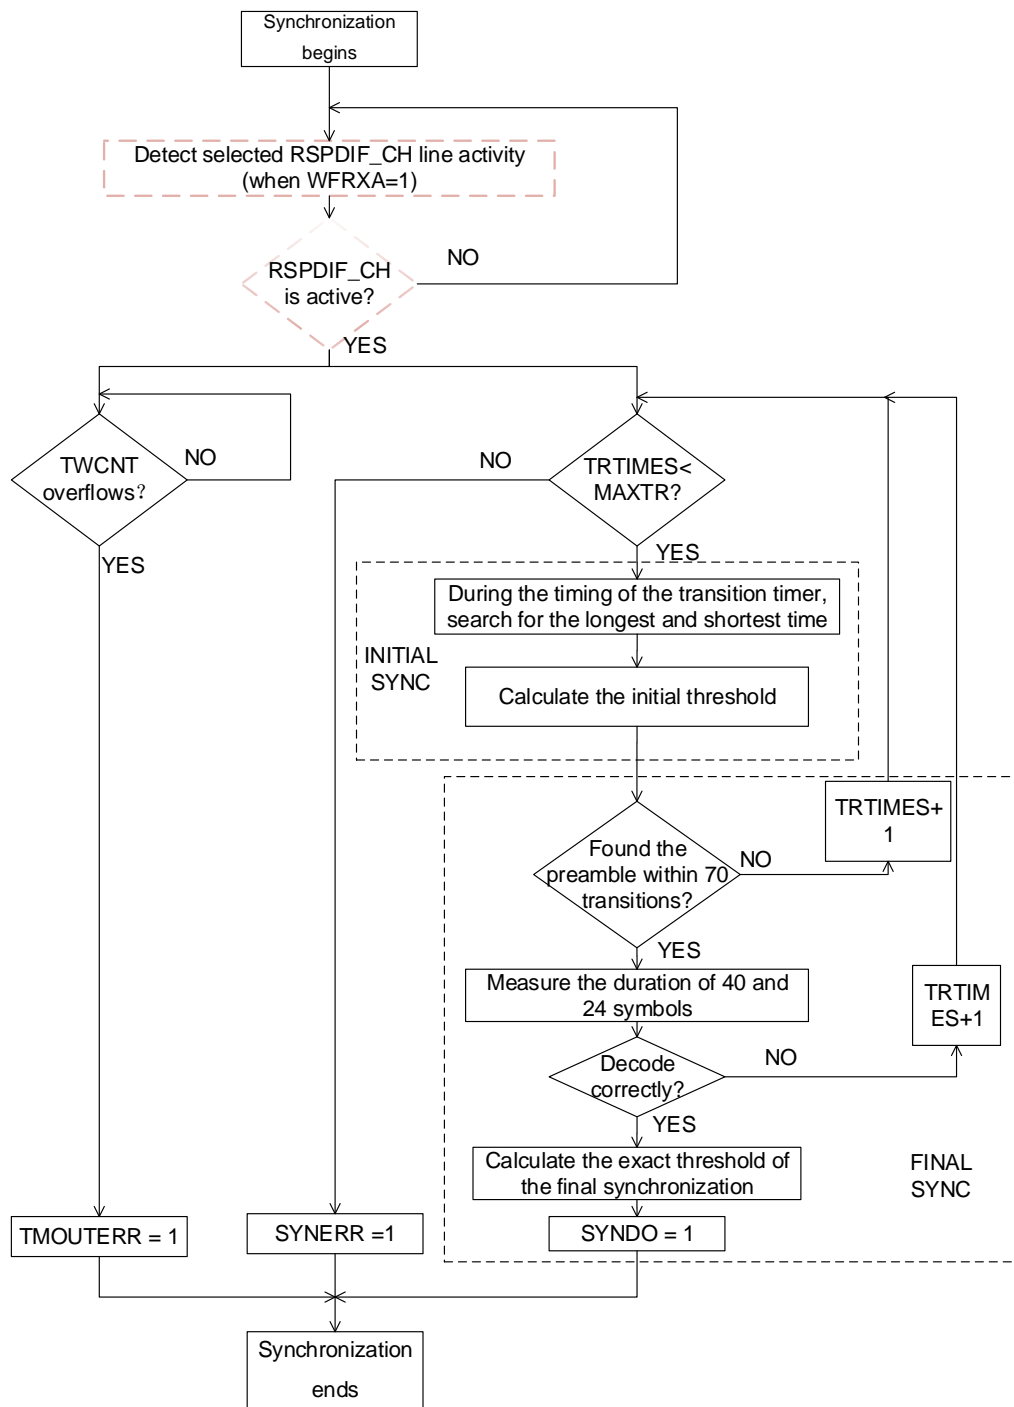 Synchronization
begins
Detect selected RSPDIF_CH line activity
(when WFRXA=1)
RSPDIF_CH
is active?
NO
YES
TWCNT
overflows?
NO
YES
NO
TRTIMES<
MAXTR?
YES
During the timing of the transition timer,
search for the longest and shortest time
INITIAL
SYNC
Calculate the initial threshold
TRTIMES+
1
Found the
preamble within 70
transitions?
NO
YES
Measure the duration of 40 and
24 symbols
TRTIM
ES+1
Decode
correctly?
NO
YES
Calculate the exact threshold of
the final synchronization
FINAL
SYNC
TMOUTERR = 1
SYNERR =1
SYNDO = 1
Synchronization
ends